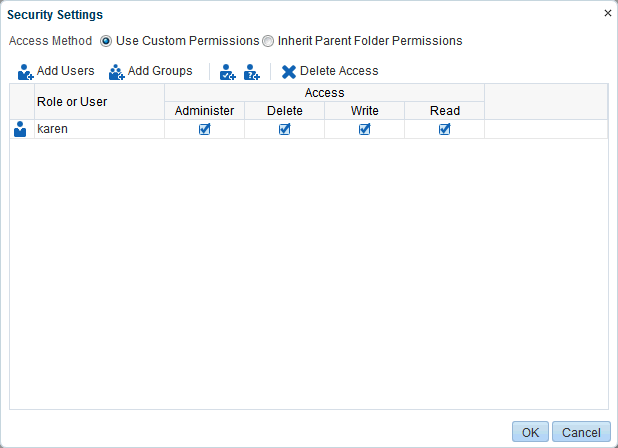 Security Settings
Access Method Use Custom Permissions Inherit Parent Folder Permissions
Add Users Add Groups Delete Access
Role or User Access
Administer Delete Write Read
karen
OK Cancel